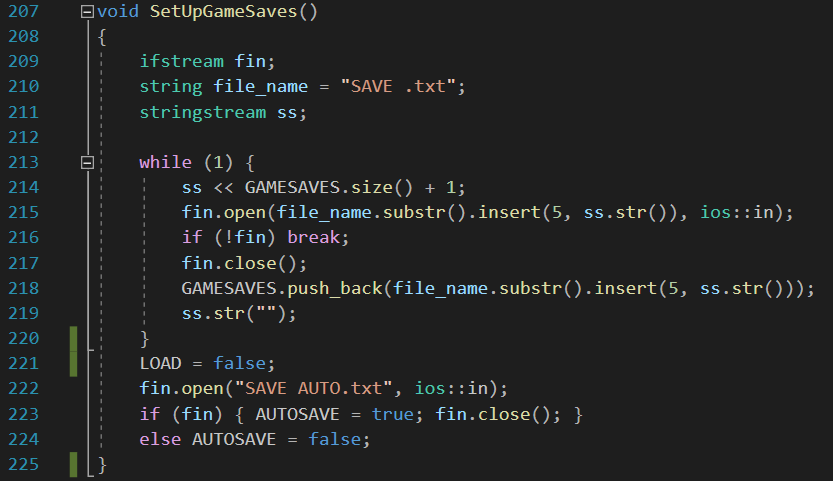 207 void SetUpGameSaves()
208 {
209 ifstream fin;
210 string file_name = "SAVE .txt";
211 stringstream ss;
212
213 while (1) {
214 ss << GAMESAVES.size() + 1;
215 fin.open(file_name.substr().insert(5, ss.str()), ios::in);
216 if (!fin) break;
217 fin.close();
218 GAMESAVES.push_back(file_name.substr().insert(5, ss.str()));
219 ss.str("");
220 }
221 LOAD = false;
222 fin.open("SAVE AUTO.txt", ios::in);
223 if (fin) { AUTOSAVE = true; fin.close(); }
224 else AUTOSAVE = false;
225 }